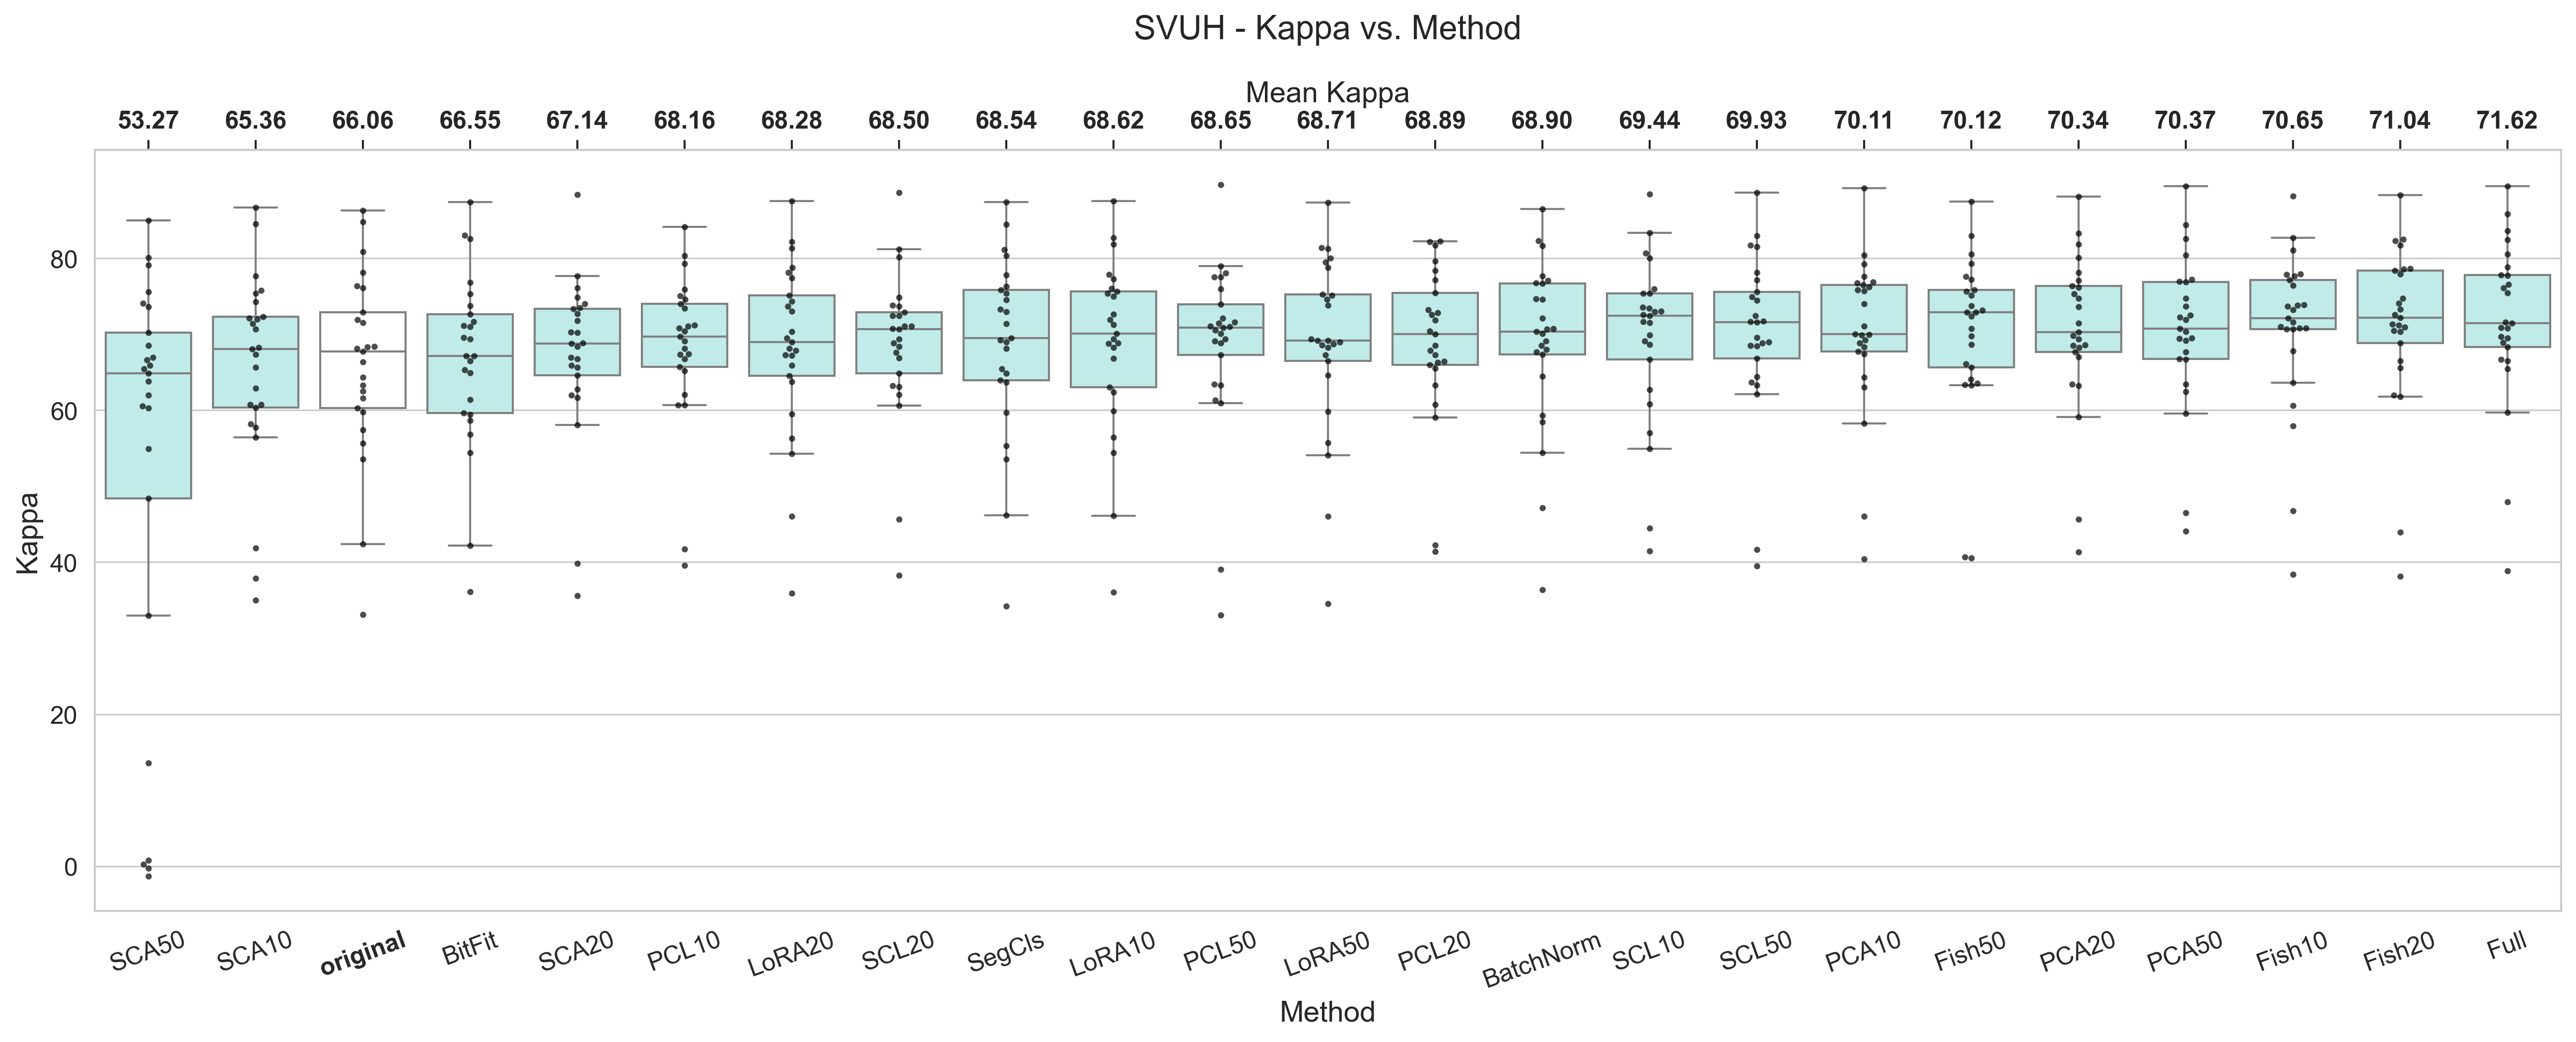 SVUH - Kappa vs. Method
Mean Kappa
53.27 65.36 66.06 66.55 67.14 68.16 68.28 68.50 68.54 68.62 68.65 68.71 68.89 68.90 69.44 69.93 70.11 70.12 70.34 70.37 70.65 71.04 71.62
Kappa
80
60
40
20
0
SCA50 SCA10 original BitFit SCA20 PCL10 LoRA20 SCL20 SegCls LoRA10 PCL50 LoRA50 PCL20 BatchNorm SCL10 SCL50 PCA10 Fish50 PCA20 PCA50 Fish10 Fish20 Full
Method